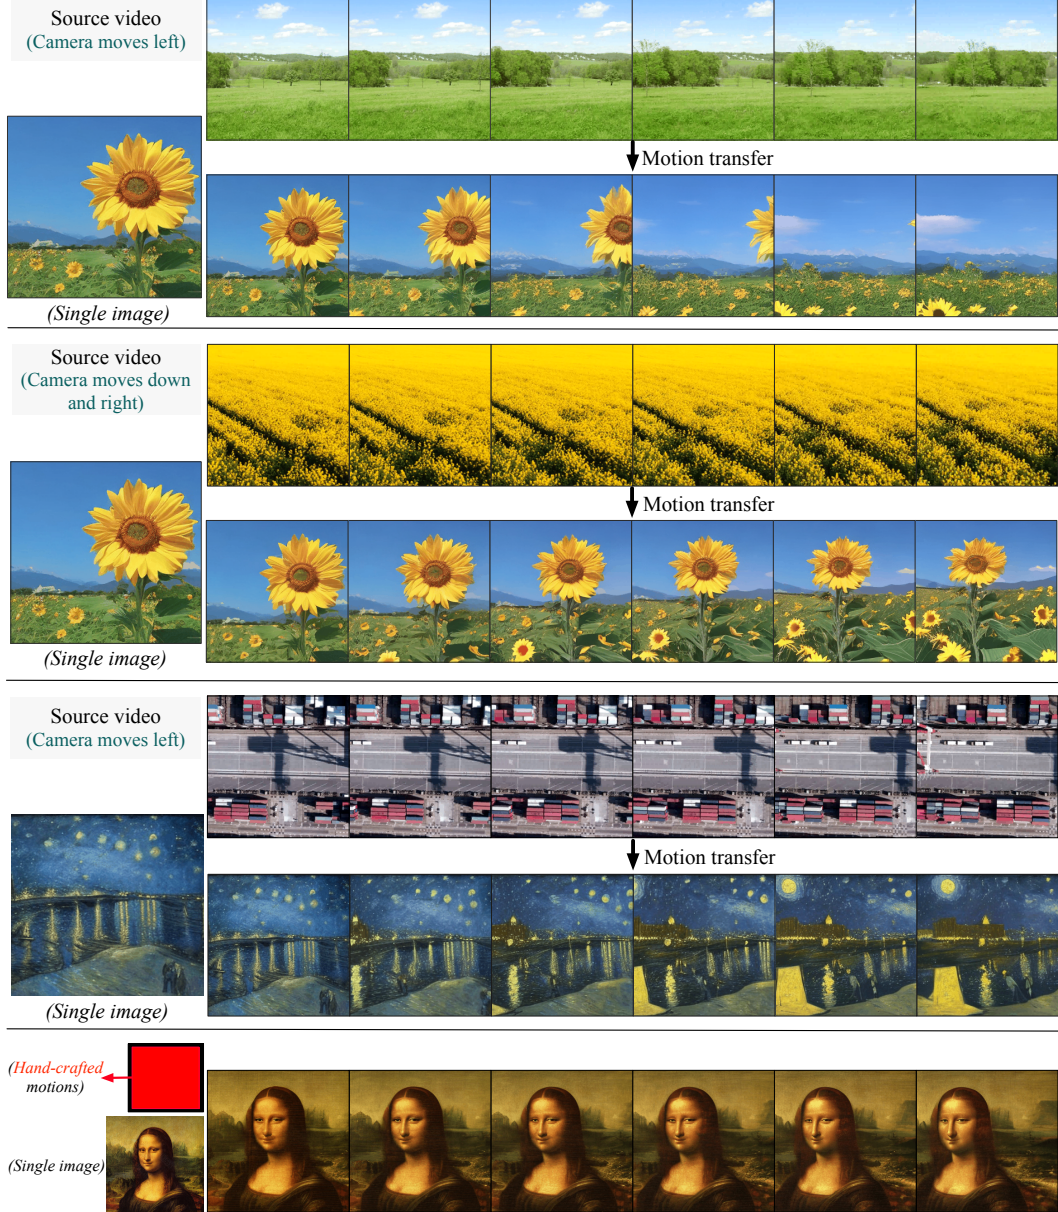 Source video
(Camera moves left)
Motion transfer
(Single image)
Source video
(Camera moves down
and right)
Motion transfer
(Single image)
Source video
(Camera moves left)
Motion transfer
(Single image)
(Hand-crafted
motions)
(Single image)